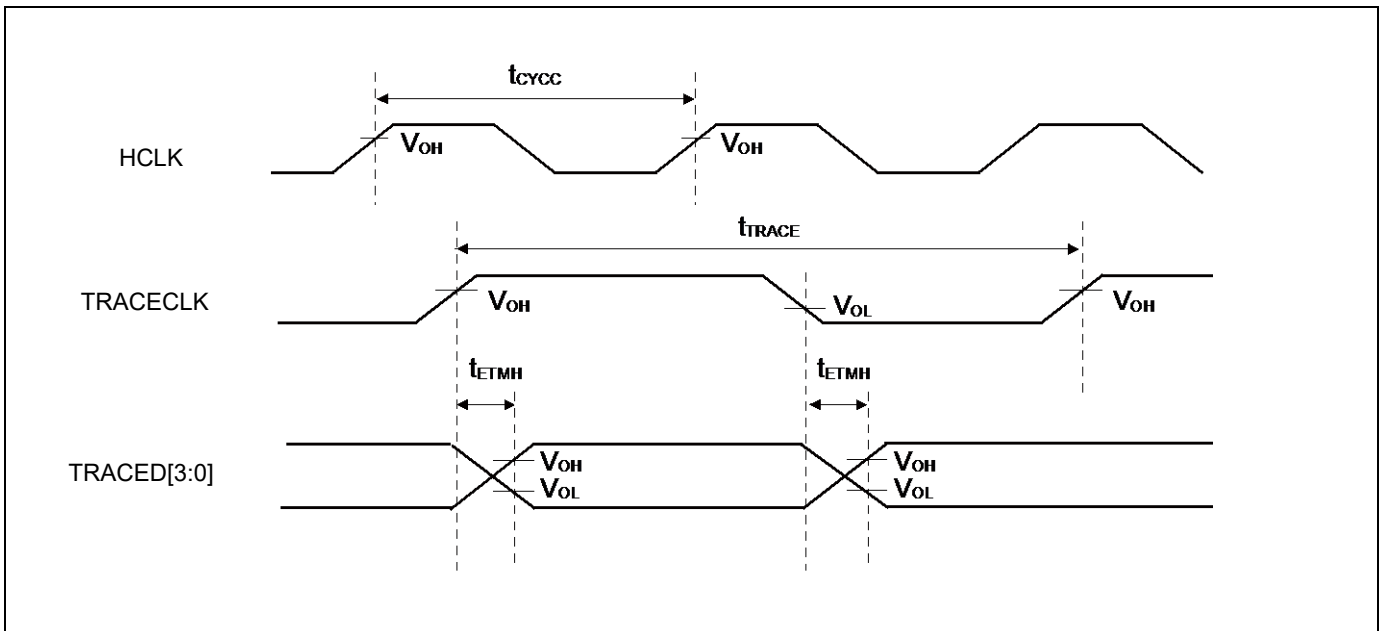 tCYCC
HCLK
VOH
VOH
tTRACE
TRACECLK
VOH
VOL
VOH
tETMH
tETMH
TRACED[3:0]
VOH
VOH
VOL
VOL